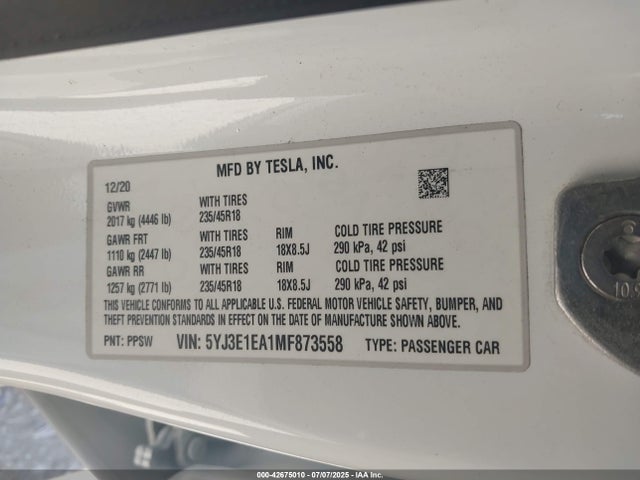 MFD BY TESLA, INC.
12/20
GVWR WITH TIRES
2017 kg (4446 lb) 235/45R18
GAWR FRT WITH TIRES RIM COLD TIRE PRESSURE
1110 kg (2447 lb) 235/45R18 18X8.5J 290 kPa, 42 psi
GAWR RR WITH TIRES RIM COLD TIRE PRESSURE
1257 kg (2771 lb) 235/45R18 18X8.5J 290 kPa, 42 psi
THIS VEHICLE CONFORMS TO ALL APPLICABLE U.S. FEDERAL MOTOR VEHICLE SAFETY, BUMPER, AND
THEFT PREVENTION STANDARDS IN EFFECT ON THE DATE OF MANUFACTURE SHOWN ABOVE.
PNT: PPSW VIN: 5YJ3E1EA1MF873558 TYPE: PASSENGER CAR
000-42675010 - 07/07/2025 - IAA Inc.